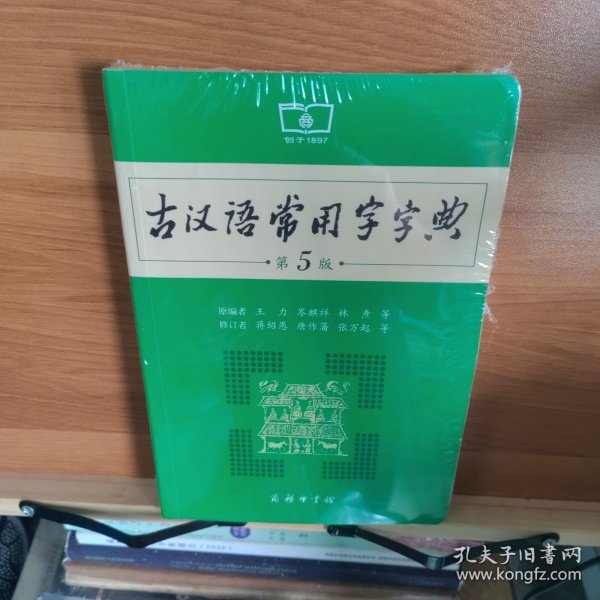 创于1897
古汉语常用字字典
第5版
原编者 王力 岑麒祥 林焘 等
修订者 蒋绍愚 唐作藩 张万起 等
商务印书馆
孔夫子旧书网
www.kongfz.com